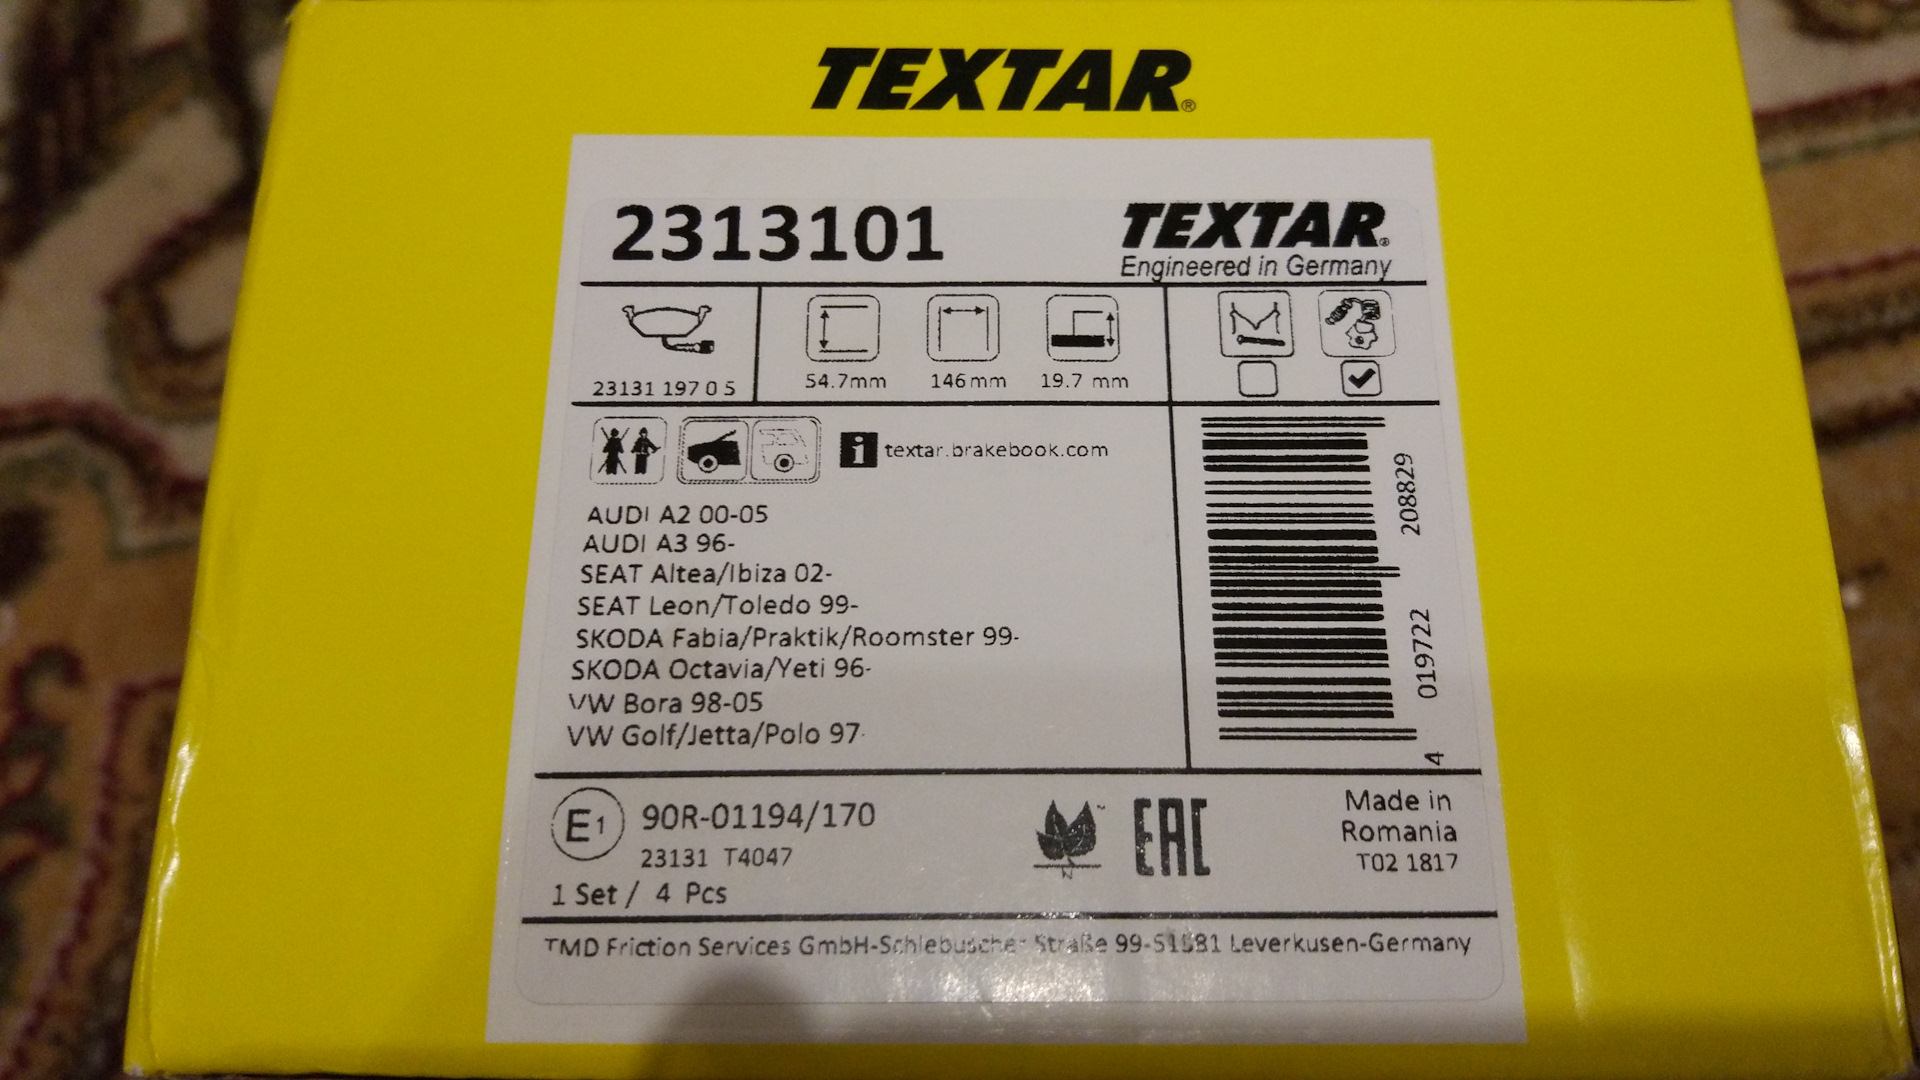 TEXTAR®
2313101
TEXTAR®
Engineered in Germany
23131 197 0 5
54.7mm
146mm
19.7 mm
i textar.brakebook.com
AUDI A2 00-05
AUDI A3 96-
SEAT Altea/Ibiza 02-
SEAT Leon/Toledo 99-
SKODA Fabia/Praktik/Roomster 99-
SKODA Octavia/Yeti 96-
VW Bora 98-05
VW Golf/Jetta/Polo 97-
4 019722 208829
E1 90R-01194/170
23131 T4047
1 Set / 4 Pcs
N
EAC
Made in
Romania
T02 1817
TMD Friction Services GmbH-Schlebuscher Straße 99-51381 Leverkusen-Germany